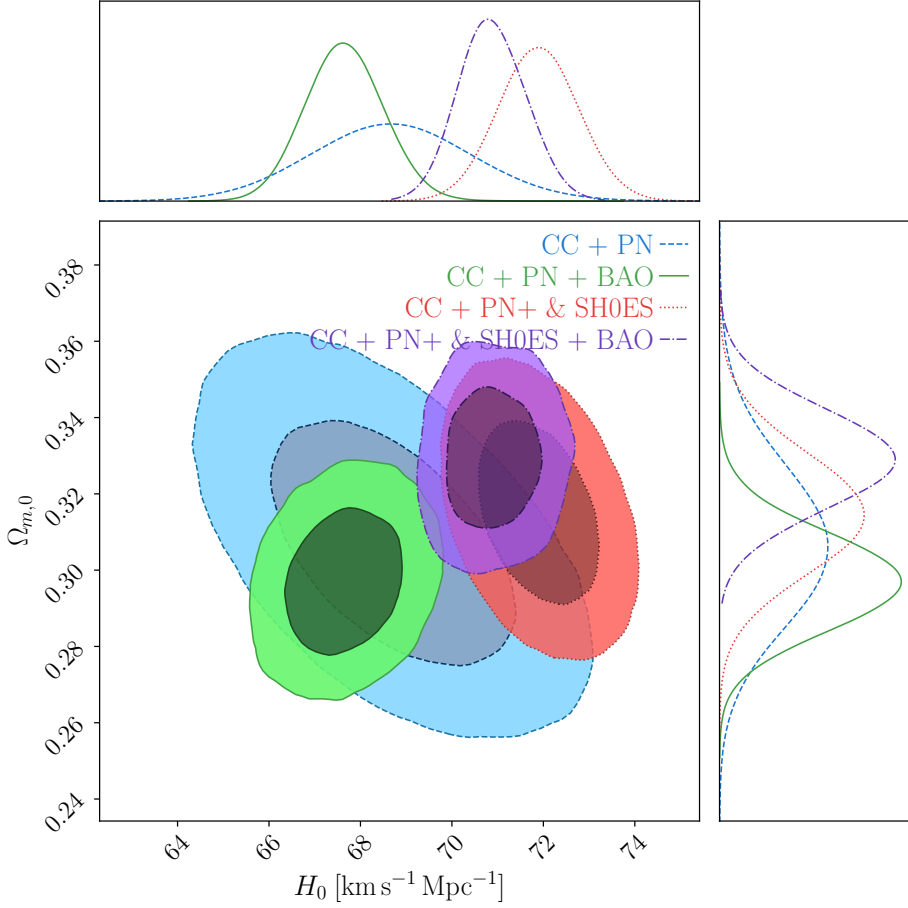 CC + PN
CC + PN + BAO
CC + PN+ & SH0ES
CC + PN+ & SH0ES + BAO
0.38
0.36
0.34
0.32
0.30
0.28
0.26
0.24
Ω_{m,0}
64
66
68
70
72
74
H₀ [km s⁻¹ Mpc⁻¹]